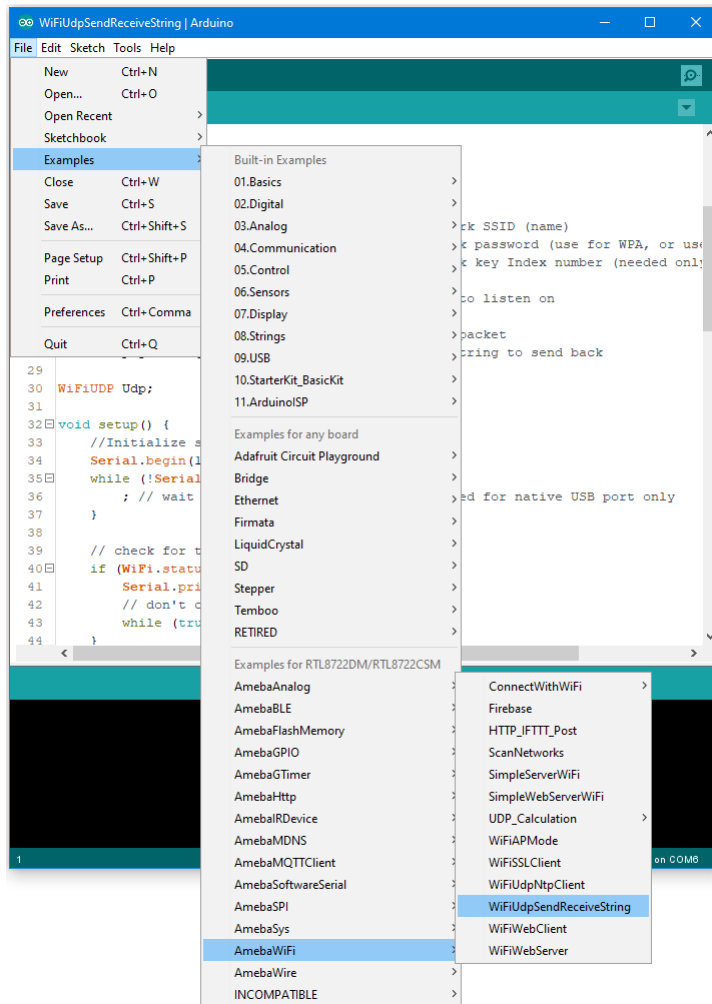 WiFiUdpSendReceiveString | Arduino
File Edit Sketch Tools Help
New Ctrl+N
Open... Ctrl+O
Open Recent
Sketchbook
Examples
Close Ctrl+W
Save Ctrl+S
Save As... Ctrl+Shift+S
Page Setup Ctrl+Shift+P
Print Ctrl+P
Preferences Ctrl+Comma
Quit Ctrl+Q
Built-in Examples
01.Basics
02.Digital
03.Analog
04.Communication
05.Control
06.Sensors
07.Display
08.Strings
09.USB
10.StarterKit_BasicKit
11.ArduinoISP
Examples for any board
Adafruit Circuit Playground
Bridge
Ethernet
Firmata
LiquidCrystal
SD
Stepper
Temboo
RETIRED
Examples for RTL8722DM/RTL8722CSM
AmebaAnalog
AmebaBLE
AmebaFlashMemory
AmebaGPIO
AmebaGTimer
AmebaHttp
AmebaIRDevice
AmebaMDNS
AmebaMQTTClient
AmebaSoftwareSerial
AmebaSPI
AmebaSys
AmebaWiFi
AmebaWire
INCOMPATIBLE
ConnectWithWiFi
Firebase
HTTP_IFTTT_Post
ScanNetworks
SimpleServerWiFi
SimpleWebServerWiFi
UDP_Calculation
WiFiAPMode
WiFiSSLClient
WiFiUdpNtpClient
WiFiUdpSendReceiveString
WiFiWebClient
WiFiWebServer
rk SSID (name)
k password (use for WPA, or use
k key Index number (needed only
to listen on
packet
tring to send back
29
30 WiFiUDP Udp;
31
32 void setup() {
33 //Initialize s
34 Serial.begin(1
35 while (!Serial
36 ; // wait ed for native USB port only
37 }
38
39 // check for t
40 if (WiFi.statu
41 Serial.pri
42 // don't c
43 while (tru
44 }
1 on COM6